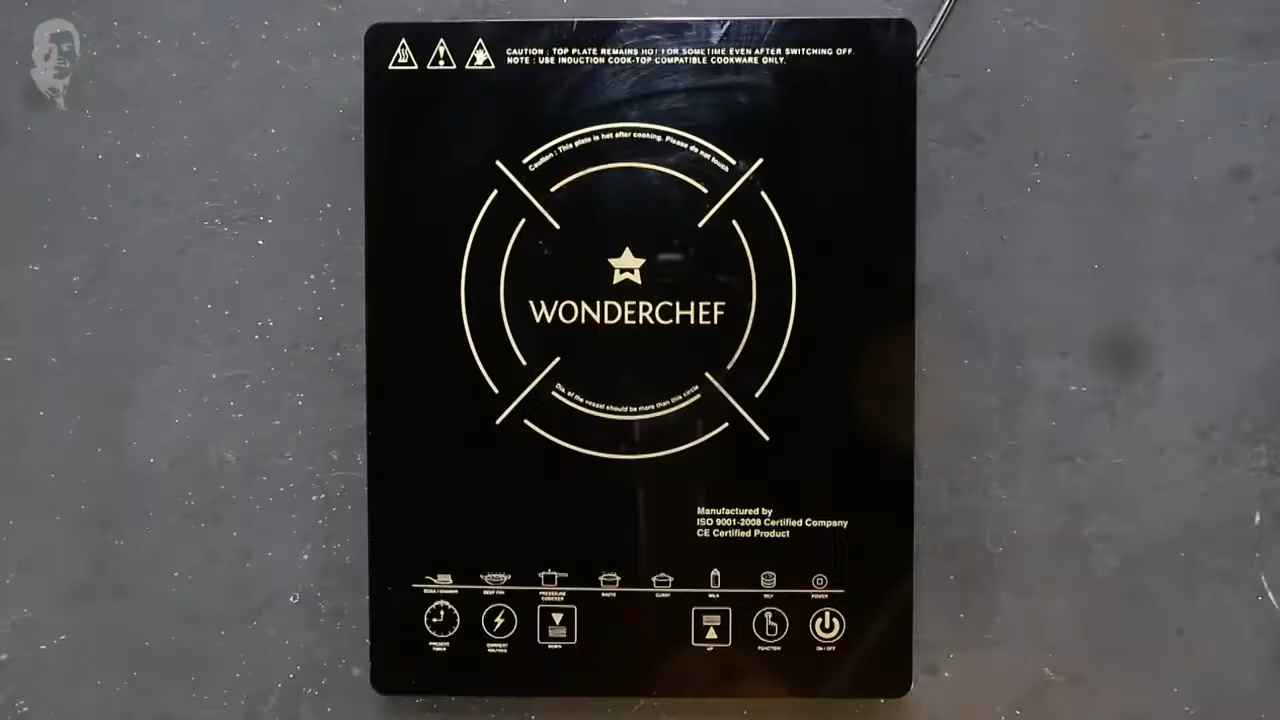 CAUTION : TOP PLATE REMAINS HOT FOR SOMETIME EVEN AFTER SWITCHING OFF.
NOTE : USE INDUCTION COOK-TOP COMPATIBLE COOKWARE ONLY.
Caution : This plate is hot after cooking. Please do not touch
WONDERCHEF
Dia. of the vessel should be more than this circle
Manufactured by
ISO 9001-2008 Certified Company
CE Certified Product
DEEP FRY PRESSURE COOKER SAUTE CURRY MILK IDLY POWER
PRESET TIMER CURRENT VOLTAGE DOWN UP FUNCTION ON / OFF